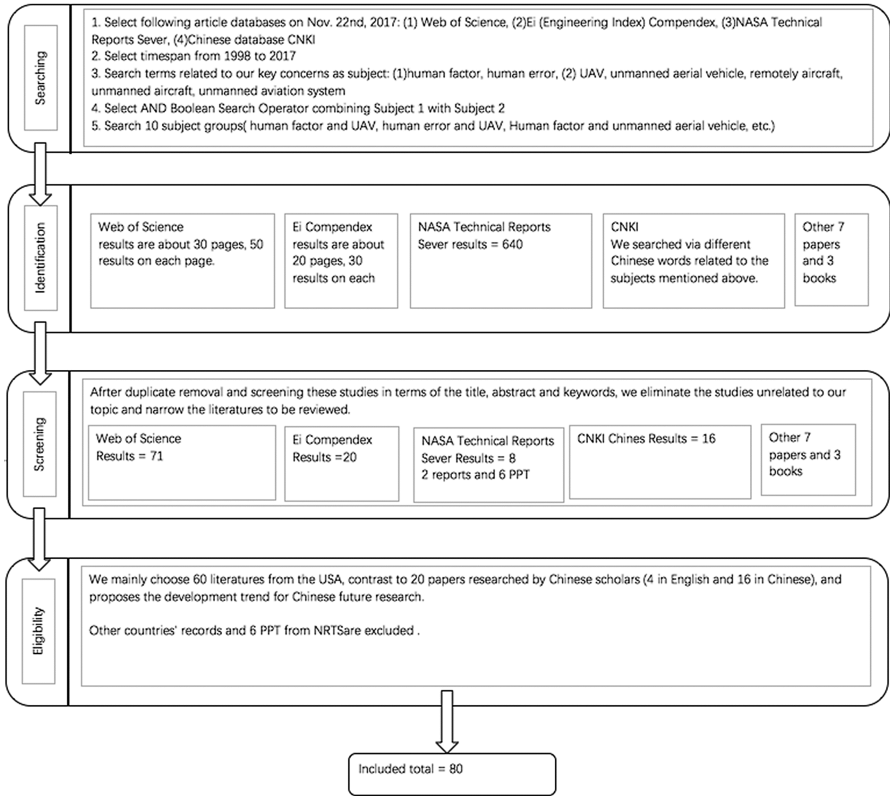 Searching
1. Select following article databases on Nov. 22nd, 2017: (1) Web of Science, (2)Ei (Engineering Index) Compendex, (3)NASA Technical
Reports Sever, (4)Chinese database CNKI
2. Select timespan from 1998 to 2017
3. Search terms related to our key concerns as subject: (1)human factor, human error, (2) UAV, unmanned aerial vehicle, remotely aircraft,
unmanned aircraft, unmanned aviation system
4. Select AND Boolean Search Operator combining Subject 1 with Subject 2
5. Search 10 subject groups( human factor and UAV, human error and UAV, Human factor and unmanned aerial vehicle, etc.)
Identification
Web of Science
results are about 30 pages, 50
results on each page.
Ei Compendex
results are about
20 pages, 30
results on each
NASA Technical Reports
Sever results = 640
CNKI
We searched via different
Chinese words related to the
subjects mentioned above.
Other 7
papers
and 3
books
Screening
After duplicate removal and screening these studies in terms of the title, abstract and keywords, we eliminate the studies unrelated to our
topic and narrow the literatures to be reviewed.
Web of Science
Results = 71
Ei Compendex
Results =20
NASA Technical Reports
Sever Results = 8
2 reports and 6 PPT
CNKI Chines Results = 16
Other 7
papers and 3
books
Eligibility
We mainly choose 60 literatures from the USA, contrast to 20 papers researched by Chinese scholars (4 in English and 16 in Chinese), and
proposes the development trend for Chinese future research.
Other countries' records and 6 PPT from NRTSare excluded .
Included total = 80